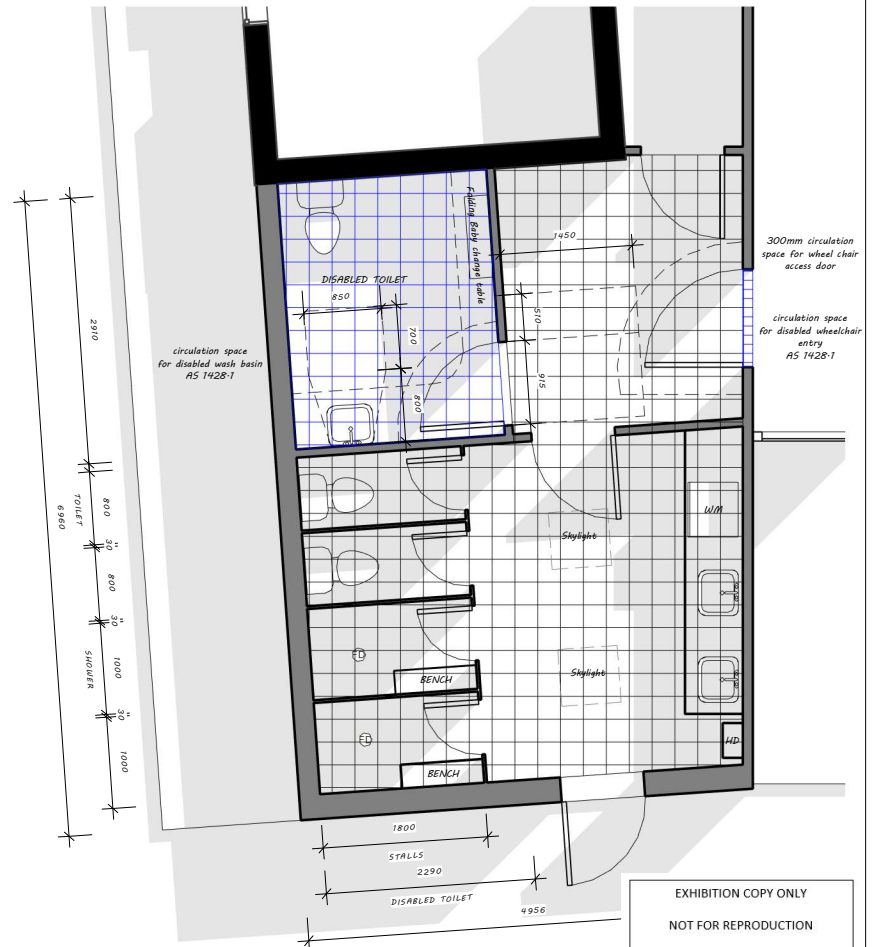 Folding Baby change table
1450
300mm circulation
space for wheel chair
access door
DISABLED TOILET
850
510
700
circulation space
for disabled wheelchair
entry
AS 1428.1
2910
circulation space
for disabled wash basin
AS 1428.1
915
800
WM
Skylight
6960
TOILET
800
30
800
30
SHOWER
1000
30
1000
FD
BENCH
Skylight
FD
BENCH
HD
1800
STALLS
2290
DISABLED TOILET
4956
EXHIBITION COPY ONLY
NOT FOR REPRODUCTION